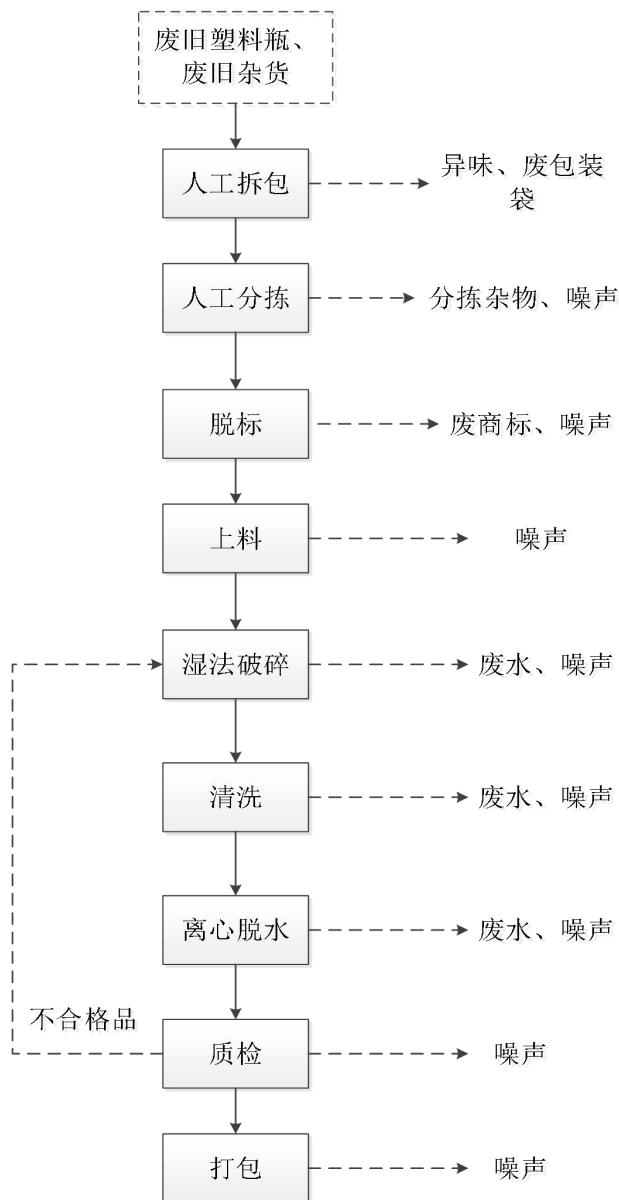 废旧塑料瓶、
废旧杂货
人工拆包
异味、废包装
袋
人工分拣
分拣杂物、噪声
脱标
废商标、噪声
上料
噪声
湿法破碎
废水、噪声
清洗
废水、噪声
离心脱水
废水、噪声
不合格品
质检
噪声
打包
噪声